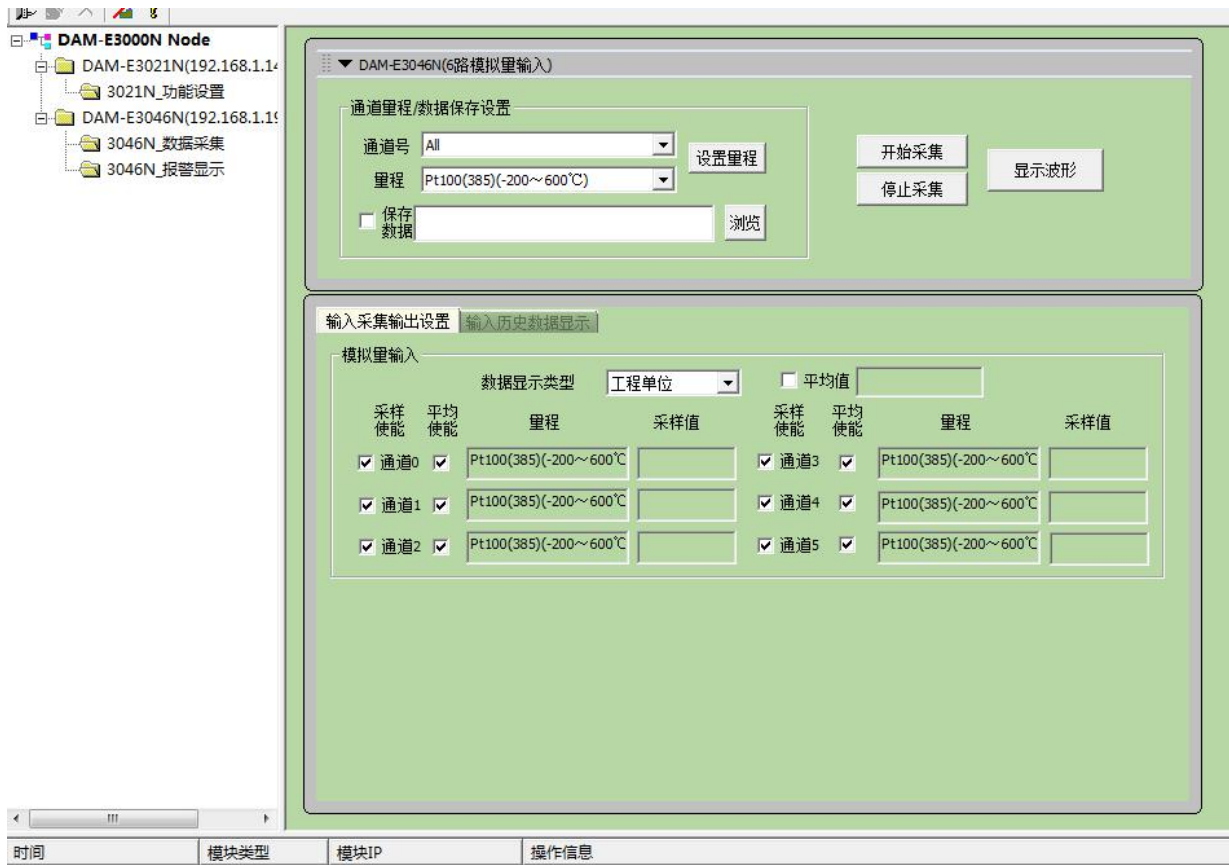 DAM-E3000N Node
DAM-E3021N(192.168.1.14
3021N_功能设置
DAM-E3046N(192.168.1.19
3046N_数据采集
3046N_报警显示
DAM-E3046N(6路模拟量输入)
通道量程/数据保存设置
通道号 All
设置量程
量程 Pt100(385)(-200～600℃)
保存
数据
浏览
开始采集
停止采集
显示波形
输入采集输出设置 输入历史数据显示
模拟量输入
数据显示类型 工程单位 平均值
采样 平均 采样 平均
使能 使能 量程 采样值 使能 使能 量程 采样值
通道0 Pt100(385)(-200～600℃ 通道3 Pt100(385)(-200～600℃
通道1 Pt100(385)(-200～600℃ 通道4 Pt100(385)(-200～600℃
通道2 Pt100(385)(-200～600℃ 通道5 Pt100(385)(-200～600℃
时间 模块类型 模块IP 操作信息